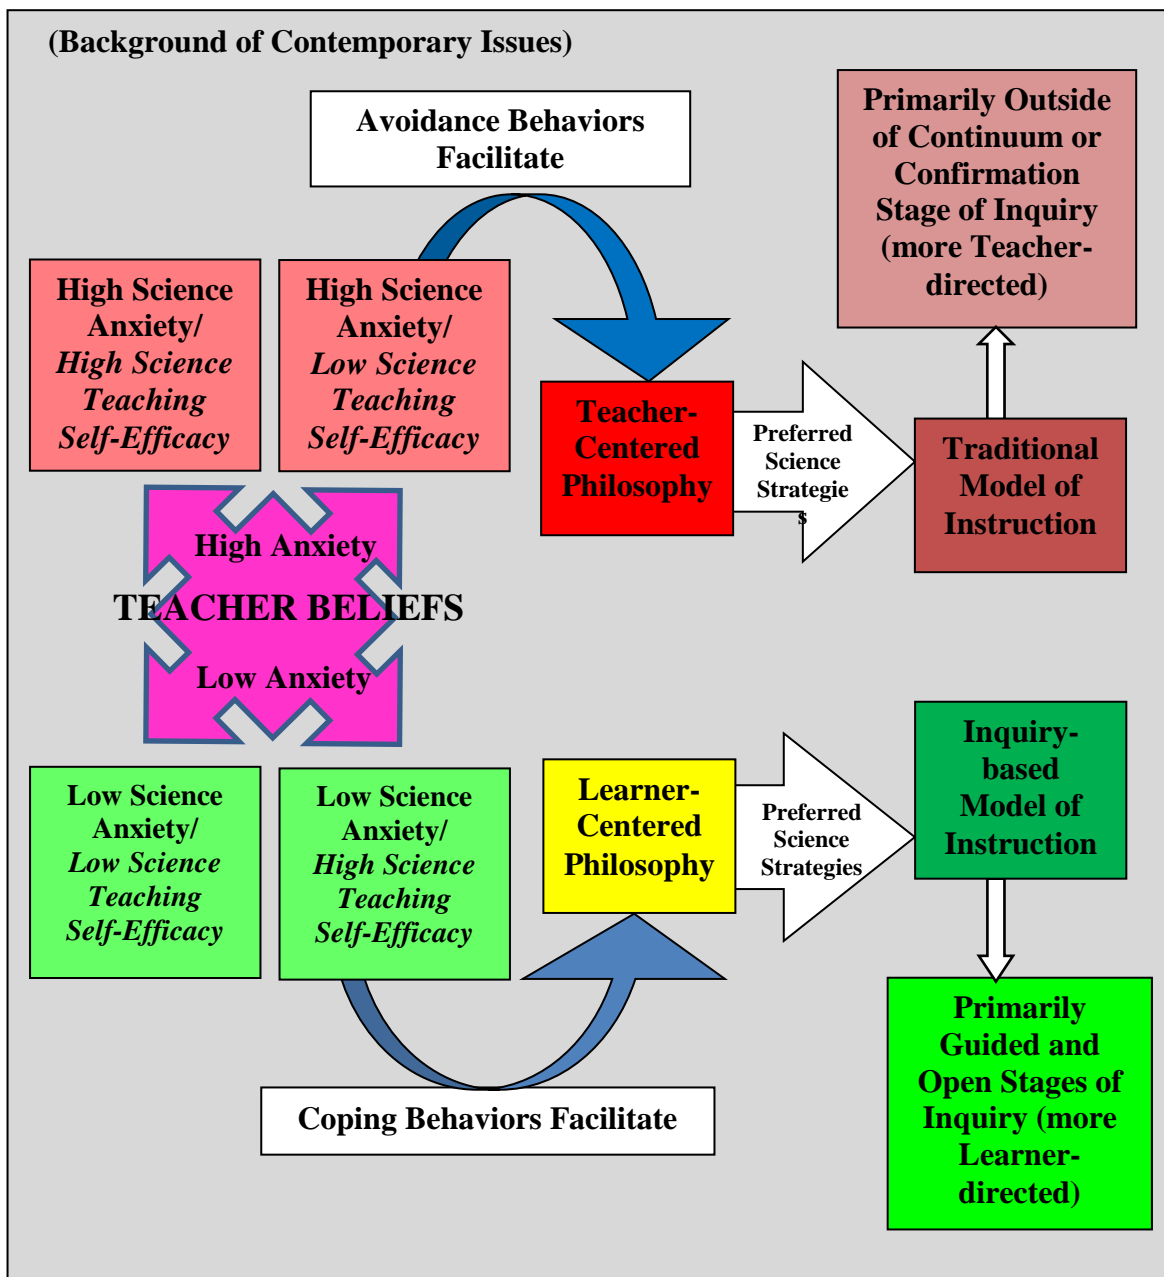 (Background of Contemporary Issues)
Avoidance Behaviors
Facilitate
Primarily Outside
of Continuum or
Confirmation
Stage of Inquiry
(more Teacher-
directed)
High Science
Anxiety/
High Science
Teaching
Self-Efficacy
High Science
Anxiety/
Low Science
Teaching
Self-Efficacy
Teacher-
Centered
Philosophy
Preferred
Science
Strategie
s
Traditional
Model of
Instruction
High Anxiety
TEACHER BELIEFS
Low Anxiety
Low Science
Anxiety/
Low Science
Teaching
Self-Efficacy
Low Science
Anxiety/
High Science
Teaching
Self-Efficacy
Learner-
Centered
Philosophy
Preferred
Science
Strategies
Inquiry-
based
Model of
Instruction
Coping Behaviors Facilitate
Primarily
Guided and
Open Stages of
Inquiry (more
Learner-
directed)